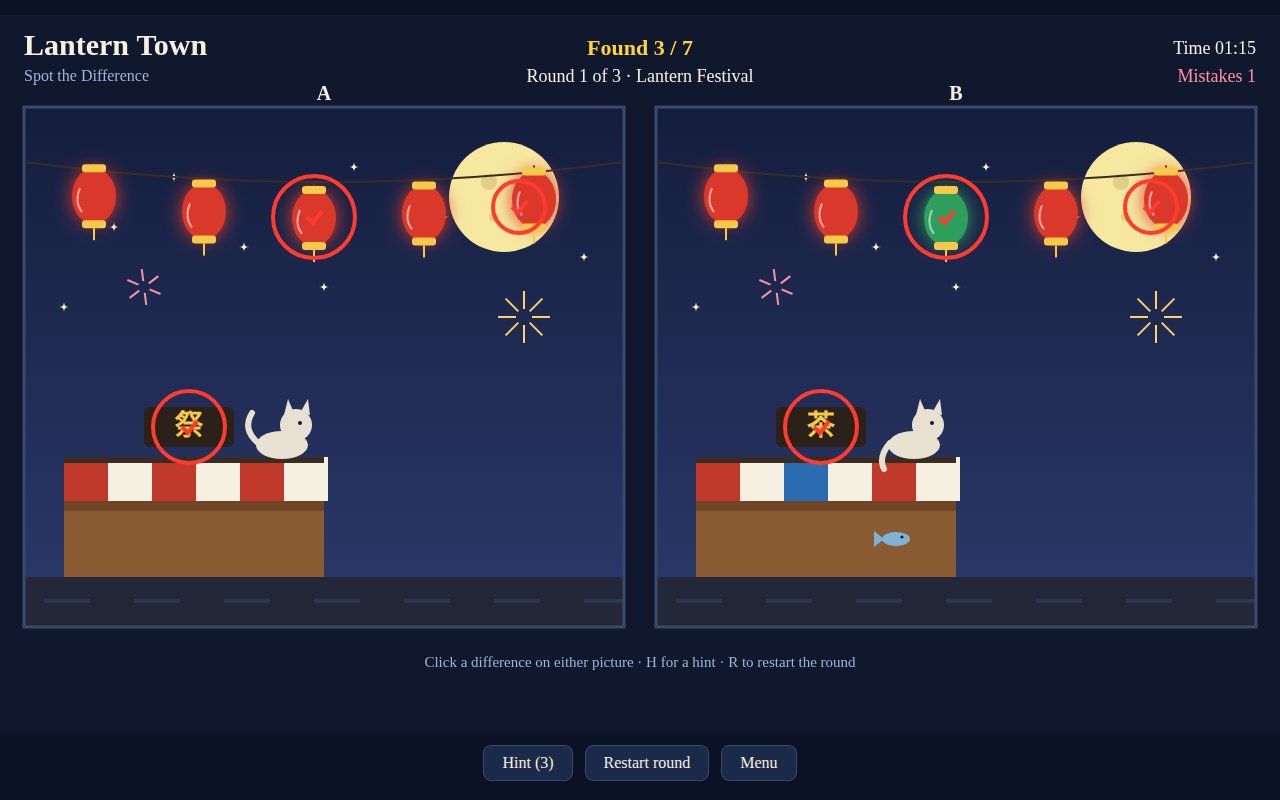 Lantern Town
Spot the Difference
Found 3 / 7
Round 1 of 3 · Lantern Festival
Time 01:15
Mistakes 1
A
B
祭
茶
Click a difference on either picture · H for a hint · R to restart the round
Hint (3)
Restart round
Menu